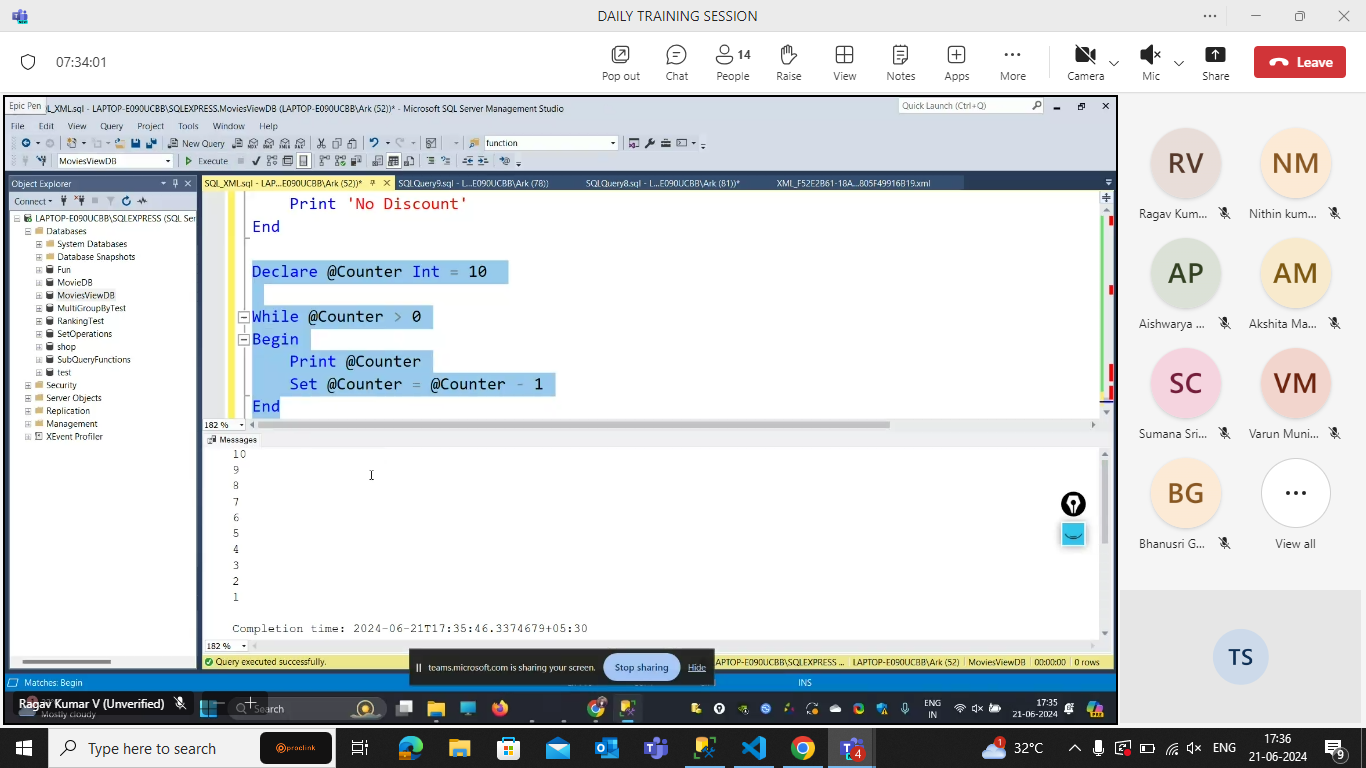 DAILY TRAINING SESSION
07:34:01
Pop out
Chat
14
People
Raise
View
Notes
Apps
More
Camera
Mic
Share
Leave
Epic Pen
L_XML.sql - LAPTOP-E090UCBB\SQLEXPRESS.MoviesViewDB (LAPTOP-E090UCBB\Ark (52))* - Microsoft SQL Server Management Studio
Quick Launch (Ctrl+Q)
File Edit View Query Project Tools Window Help
New Query
function
MoviesViewDB
Execute
Object Explorer
Connect
LAPTOP-E090UCBB\SQLEXPRESS (SQL Ser
Databases
System Databases
Database Snapshots
Fun
MovieDB
MoviesViewDB
MultiGroupByTest
RankingTest
SetOperations
shop
SubQueryFunctions
test
Security
Server Objects
Replication
Management
XEvent Profiler
SQL_XML.sql - LAP...E090UCBB\Ark (52))*
SQLQuery9.sql - L...E090UCBB\Ark (78))
SQLQuery8.sql - L...E090UCBB\Ark (81))*
XML_F52E2B61-18A...B05F49916B19.xml
Print 'No Discount'
End
Declare @Counter Int = 10
While @Counter > 0
Begin
Print @Counter
Set @Counter = @Counter - 1
End
182 %
Messages
10
9
8
7
6
5
4
3
2
1
Completion time: 2024-06-21T17:35:46.3374679+05:30
182 %
Query executed successfully.
APTOP-E090UCBB\SQLEXPRESS ...
LAPTOP-E090UCBB\Ark (52)
MoviesViewDB
00:00:00
0 rows
teams.microsoft.com is sharing your screen.
Stop sharing
Hide
Matches: Begin
INS
Ragav Kumar V (Unverified)
Mostly cloudy
Search
ENG
IN
17:35
21-06-2024
RV
Ragav Kum...
NM
Nithin kum...
AP
Aishwarya ...
AM
Akshita Ma...
SC
Sumana Sri...
VM
Varun Muni...
BG
Bhanusri G...
View all
TS
Type here to search
proclink
4
1
32°C
ENG
17:36
21-06-2024
9